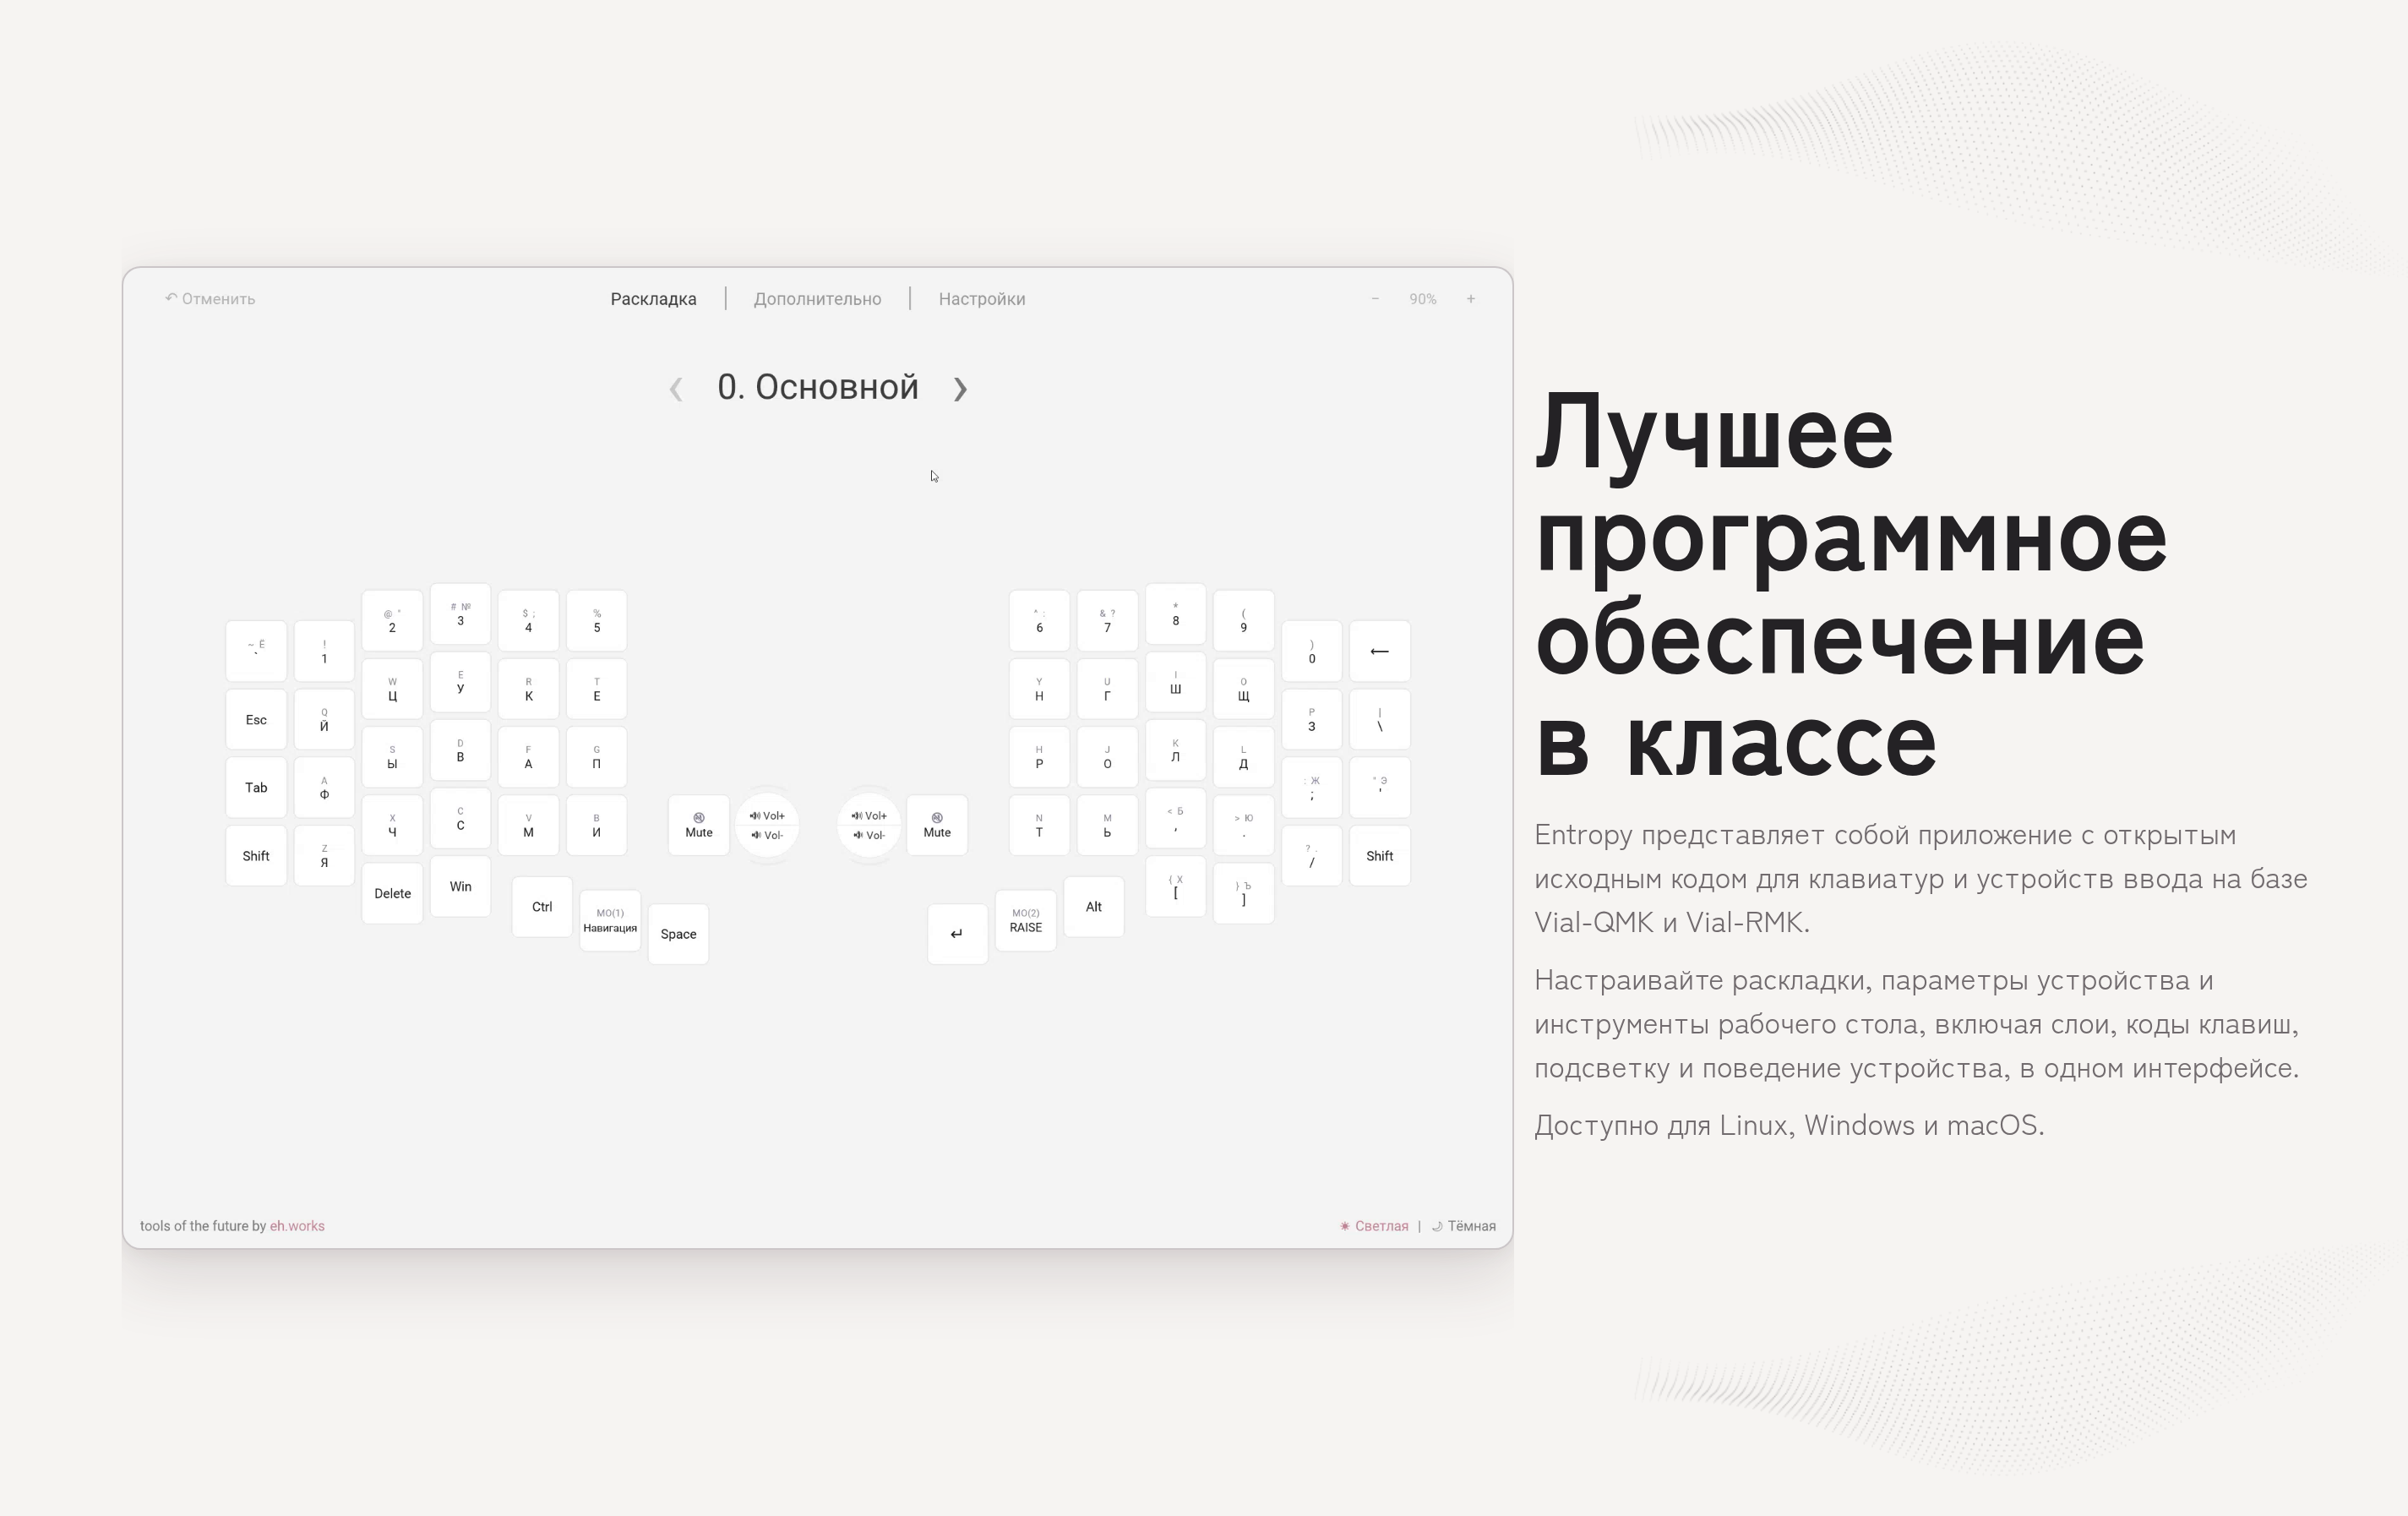 ↶ Отменить
Раскладка | Дополнительно | Настройки
− 90% +
‹ 0. Основной ›
~ Ё
`
!
1
@ "
2
# №
3
$ ;
4
%
5
Esc
Q
Й
W
Ц
E
У
R
К
T
Е
Tab
A
Ф
S
Ы
D
В
F
А
G
П
Shift
Z
Я
X
Ч
C
С
V
М
B
И
Delete
Win
Ctrl
MO(1)
Навигация
Space
Mute
Vol+
Vol-
Vol+
Vol-
Mute
^ :
6
& ?
7
*
8
(
9
)
0
⟵
Y
Н
U
Г
I
Ш
O
Щ
P
З
|
\
H
Р
J
О
K
Л
L
Д
: Ж
;
" Э
'
N
Т
M
Ь
< Б
,
> Ю
.
? .
/
Shift
↵
MO(2)
RAISE
Alt
{ Х
[
} Ъ
]
tools of the future by eh.works
Светлая | Тёмная
Лучшее
программное
обеспечение
в классе
Entropy представляет собой приложение с открытым
исходным кодом для клавиатур и устройств ввода на базе
Vial-QMK и Vial-RMK.
Настраивайте раскладки, параметры устройства и
инструменты рабочего стола, включая слои, коды клавиш,
подсветку и поведение устройства, в одном интерфейсе.
Доступно для Linux, Windows и macOS.